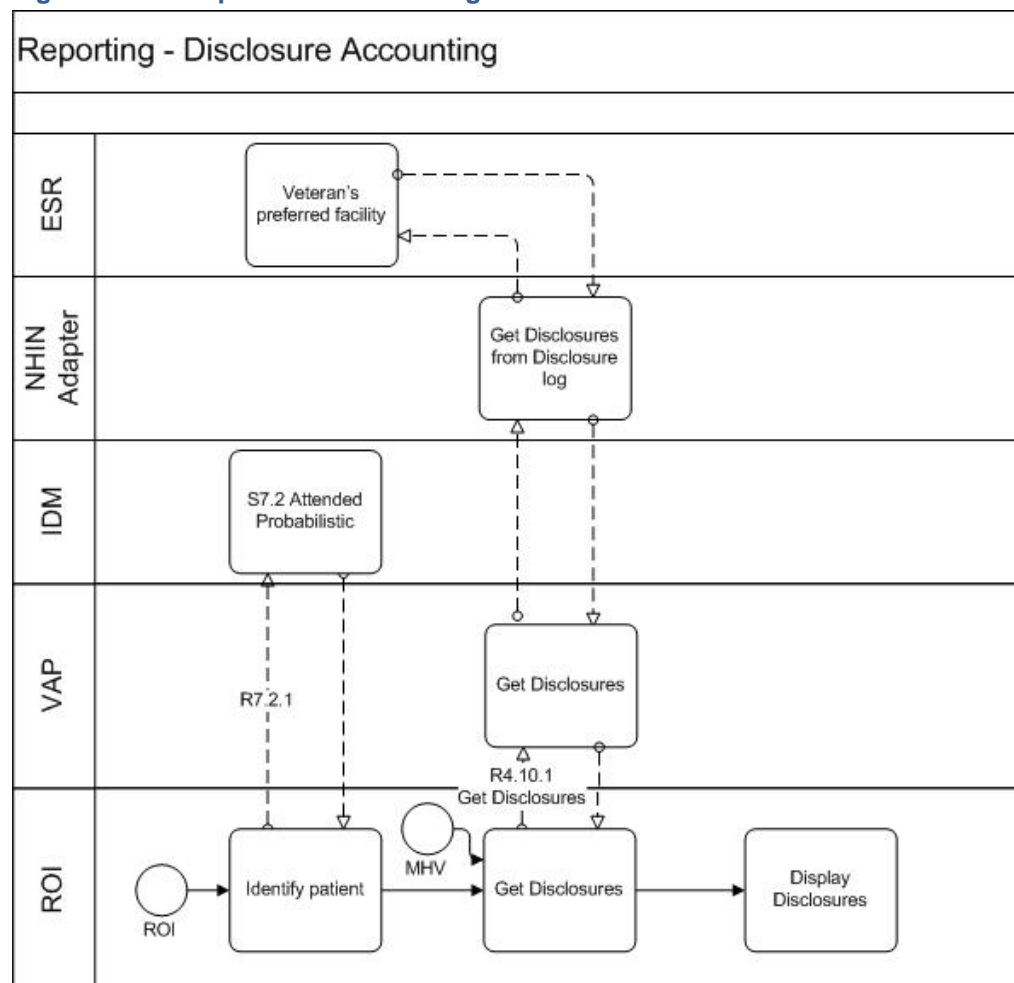 Reporting - Disclosure Accounting
ESR
Veteran's
preferred facility
NHIN
Adapter
Get Disclosures
from Disclosure
log
IDM
S7.2 Attended
Probabilistic
VAP
R7.2.1
Get Disclosures
R4.10.1
Get Disclosures
ROI
ROI
Identify patient
MHV
Get Disclosures
Display
Disclosures